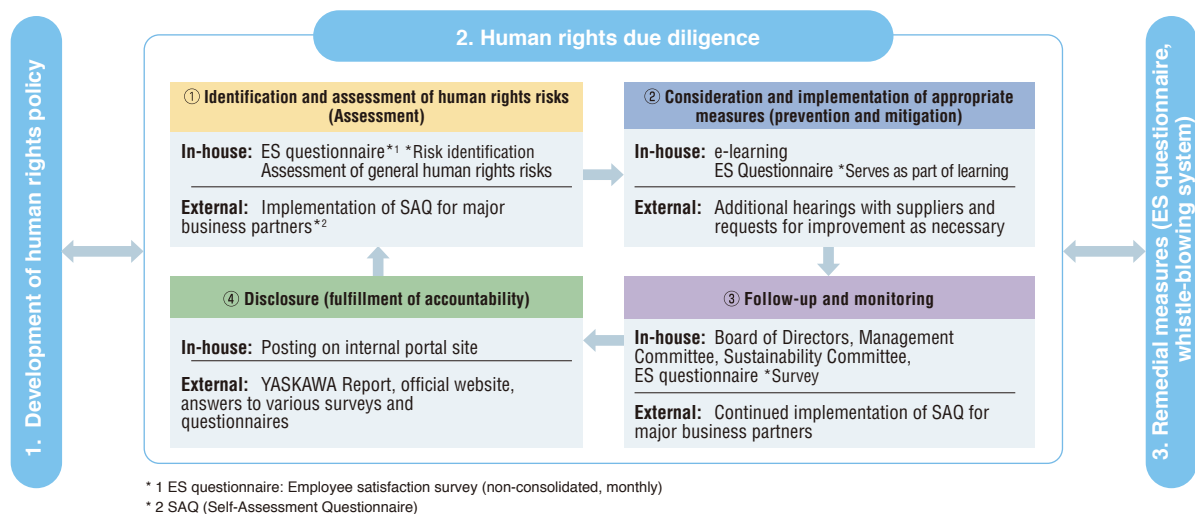 1. Development of human rights policy
2. Human rights due diligence
① Identification and assessment of human rights risks
(Assessment)
In-house: ES questionnaire*1 *Risk identification
Assessment of general human rights risks
External: Implementation of SAQ for major
business partners*2
② Consideration and implementation of appropriate
measures (prevention and mitigation)
In-house: e-learning
ES Questionnaire *Serves as part of learning
External: Additional hearings with suppliers and
requests for improvement as necessary
③ Follow-up and monitoring
In-house: Board of Directors, Management
Committee, Sustainability Committee,
ES questionnaire *Survey
External: Continued implementation of SAQ for
major business partners
④ Disclosure (fulfillment of accountability)
In-house: Posting on internal portal site
External: YASKAWA Report, official website,
answers to various surveys and
questionnaires
3. Remedial measures (ES questionnaire,
whistle-blowing system)
* 1 ES questionnaire: Employee satisfaction survey (non-consolidated, monthly)
* 2 SAQ (Self-Assessment Questionnaire)